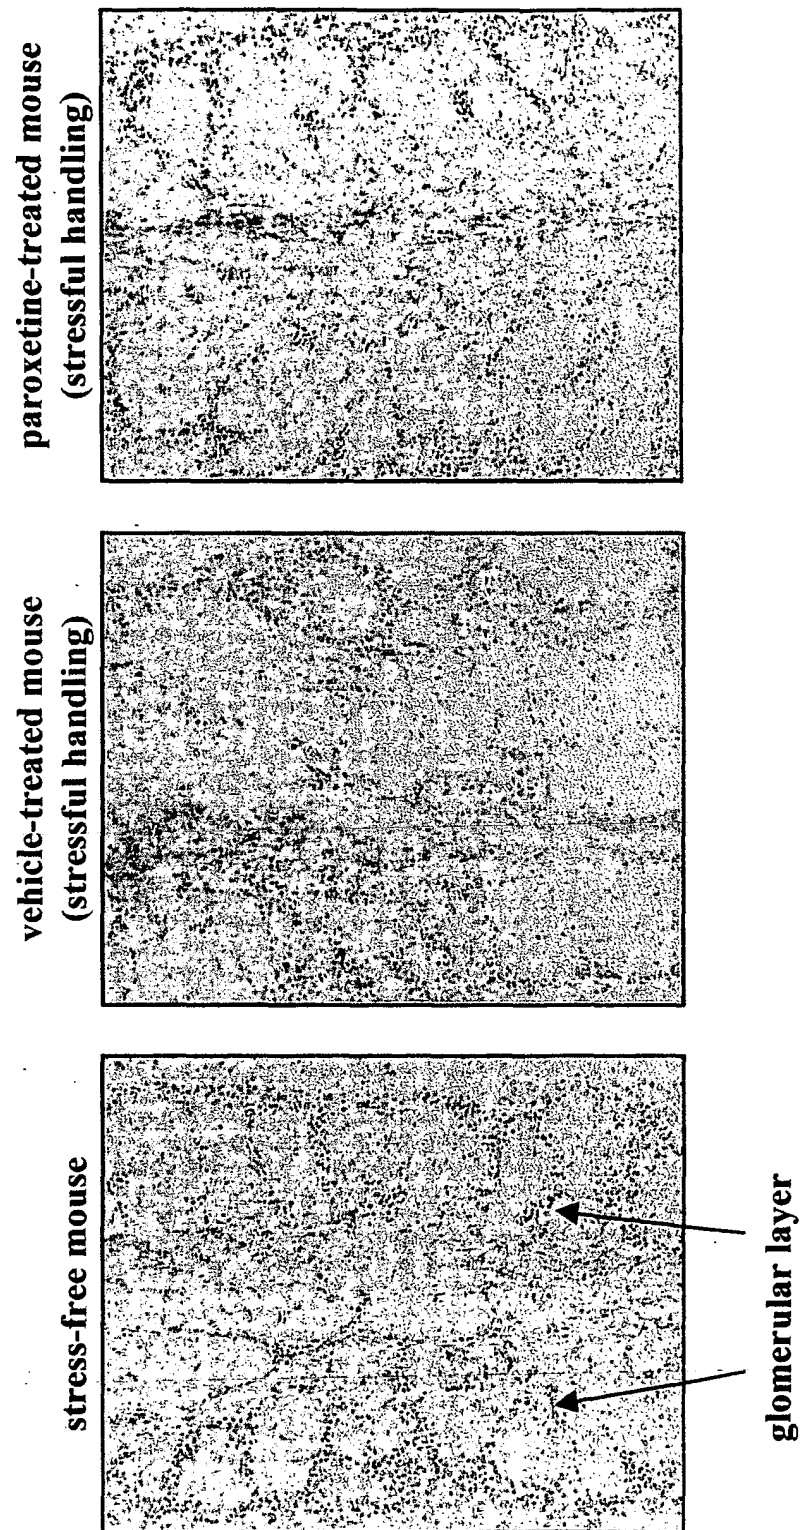 stress-free mouse
vehicle-treated mouse
(stressful handling)
paroxetine-treated mouse
(stressful handling)
glomerular layer